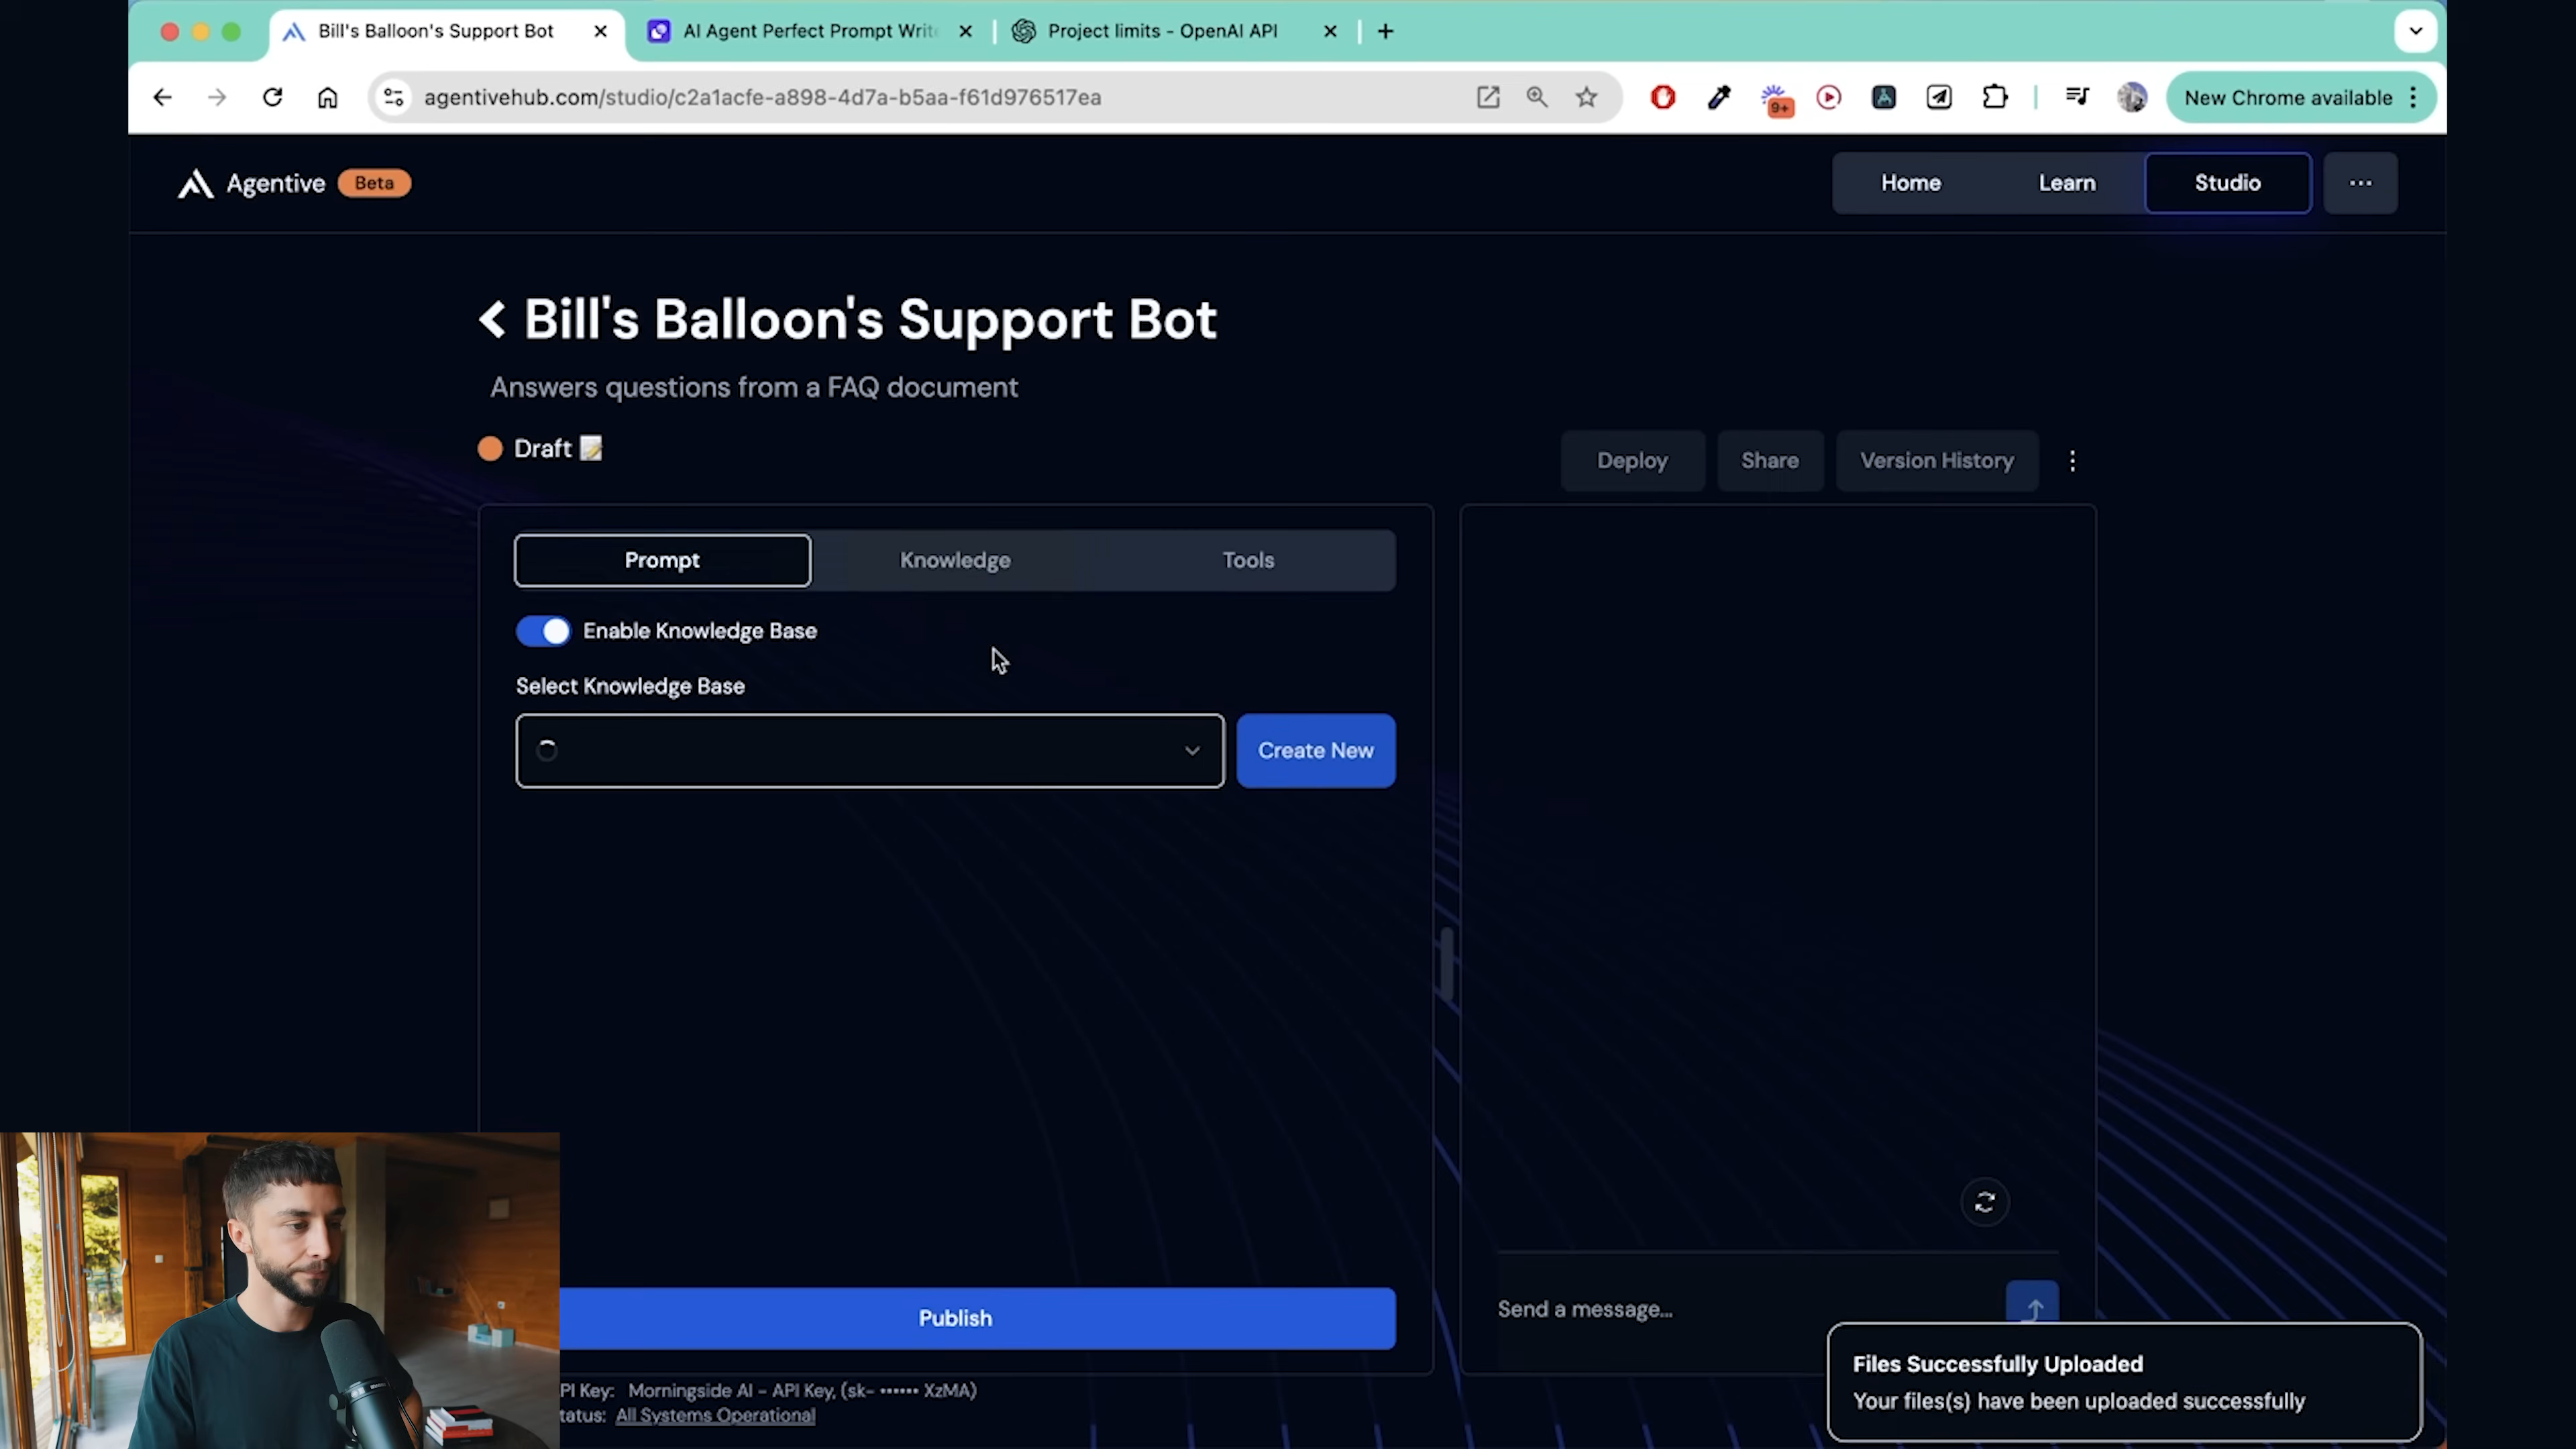 Bill's Balloon's Support Bot
AI Agent Perfect Prompt Write
Project limits - OpenAI API
agentivehub.com/studio/c2a1acfe-a898-4d7a-b5aa-f61d976517ea
9+
New Chrome available
Agentive
Beta
Home
Learn
Studio
Bill's Balloon's Support Bot
Answers questions from a FAQ document
Draft
Deploy
Share
Version History
Prompt
Knowledge
Tools
Enable Knowledge Base
Select Knowledge Base
Create New
Publish
Send a message...
PI Key: Morningside AI - API Key, (sk- •••••• XzMA)
tatus: All Systems Operational
Files Successfully Uploaded
Your files(s) have been uploaded successfully